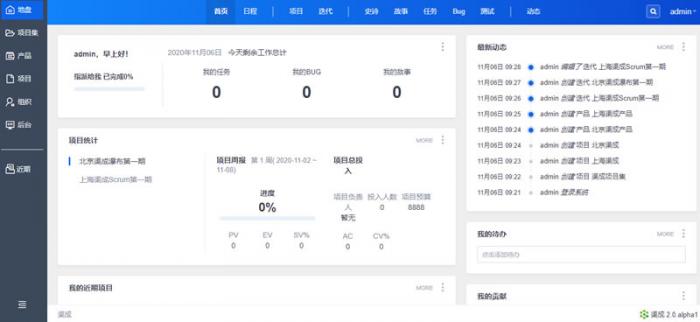 地盘
首页 日程 项目 迭代 史诗 故事 任务 Bug 测试 动态
admin
项目集
产品
项目
组织
后台
近期
admin，早上好！ 2020年11月06日 今天剩余工作总计
指派给我 已完成0%
我的任务 我的BUG 我的故事
0 0 0
项目统计 MORE
北京渠成瀑布第一期
上海渠成Scrum第一期
项目周报 第 1 周( 2020-11-02 ~
11-08)
进度
0%
PV EV SV%
0 0 0
项目总投
入
项目负责 投入人数 项目预算
人 0 8888
暂无
AC CV%
0 0
我的近期项目 MORE
最新动态 MORE
11月06日 09:28 admin 编辑了 迭代 上海渠成Scrum第一期
11月06日 09:27 admin 创建 迭代 北京渠成瀑布第一期
11月06日 09:26 admin 创建 迭代 上海渠成Scrum第一期
11月06日 09:25 admin 创建 产品 上海渠成产品
11月06日 09:24 admin 创建 产品 北京渠成产品
11月06日 09:24 admin 创建 项目 北京渠成
11月06日 09:23 admin 创建 项目 上海渠成
11月06日 09:22 admin 创建 项目 渠成项目集
11月06日 09:21 admin 登录系统
我的待办 MORE
点击添加待办
我的贡献 MORE
渠成
渠成 2.0.alpha1